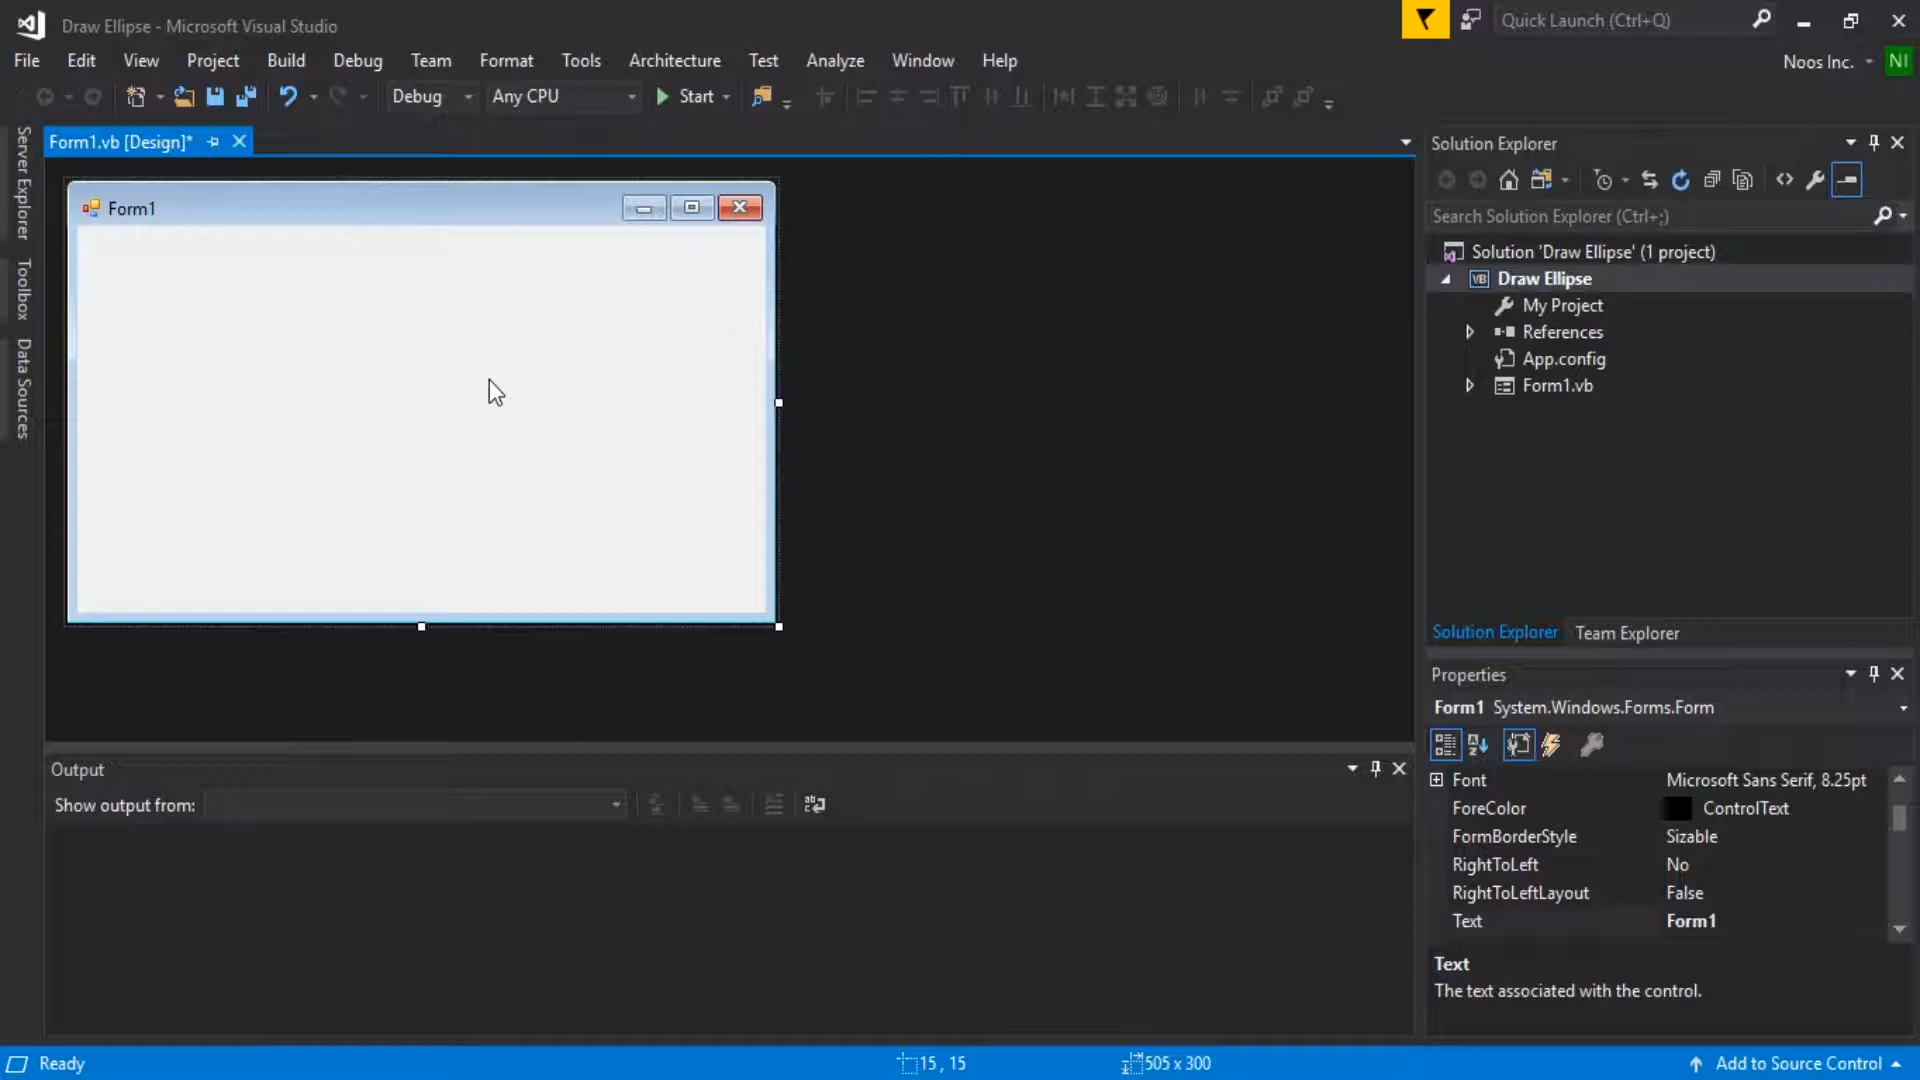 Draw Ellipse - Microsoft Visual Studio
Quick Launch (Ctrl+Q)
File Edit View Project Build Debug Team Format Tools Architecture Test Analyze Window Help
Noos Inc. NI
Debug Any CPU Start
Server Explorer
Toolbox
Data Sources
Form1.vb [Design]*
Form1
Solution Explorer
Search Solution Explorer (Ctrl+;)
Solution 'Draw Ellipse' (1 project)
VB Draw Ellipse
My Project
References
App.config
Form1.vb
Solution Explorer Team Explorer
Properties
Form1 System.Windows.Forms.Form
Font Microsoft Sans Serif, 8.25pt
ForeColor ControlText
FormBorderStyle Sizable
RightToLeft No
RightToLeftLayout False
Text Form1
Text
The text associated with the control.
Output
Show output from:
Ready 15 , 15 505 x 300 Add to Source Control